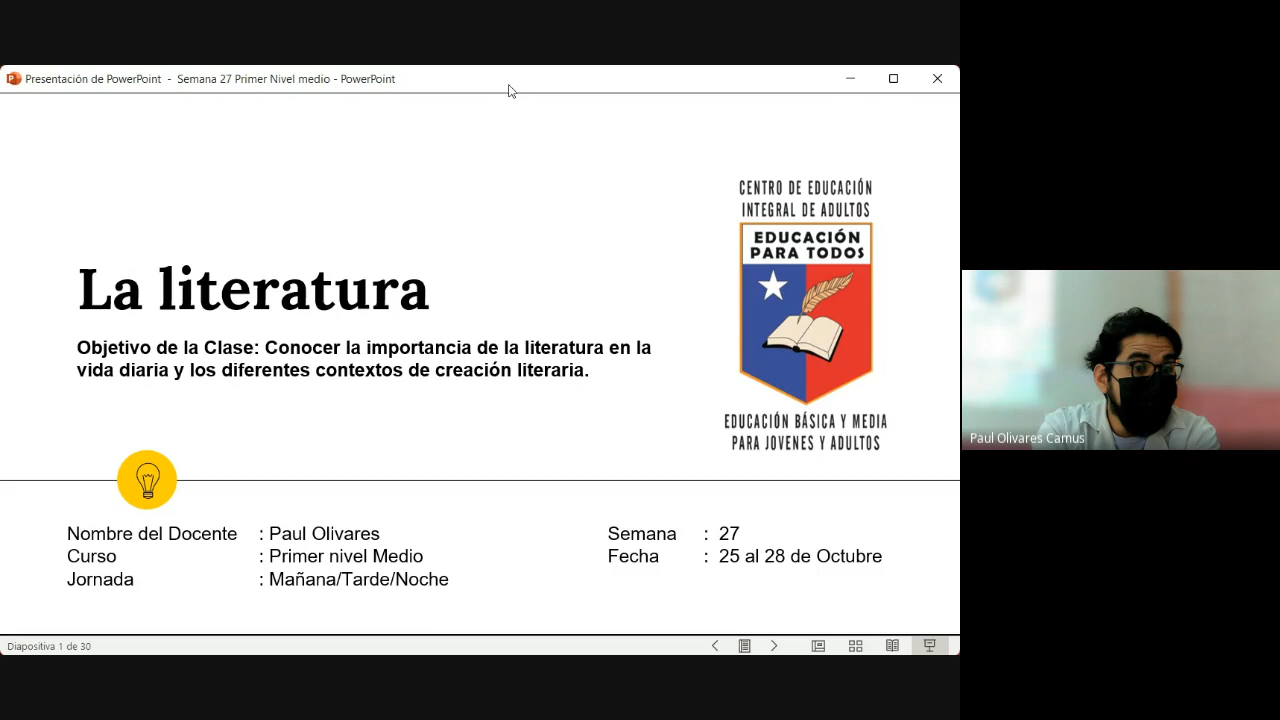 Presentación de PowerPoint - Semana 27 Primer Nivel medio - PowerPoint
CENTRO DE EDUCACIÓN
INTEGRAL DE ADULTOS
EDUCACIÓN
PARA TODOS
EDUCACIÓN BÁSICA Y MEDIA
PARA JOVENES Y ADULTOS
La literatura
Objetivo de la Clase: Conocer la importancia de la literatura en la
vida diaria y los diferentes contextos de creación literaria.
Nombre del Docente : Paul Olivares
Curso : Primer nivel Medio
Jornada : Mañana/Tarde/Noche
Semana : 27
Fecha : 25 al 28 de Octubre
Diapositiva 1 de 30
Paul Olivares Camus